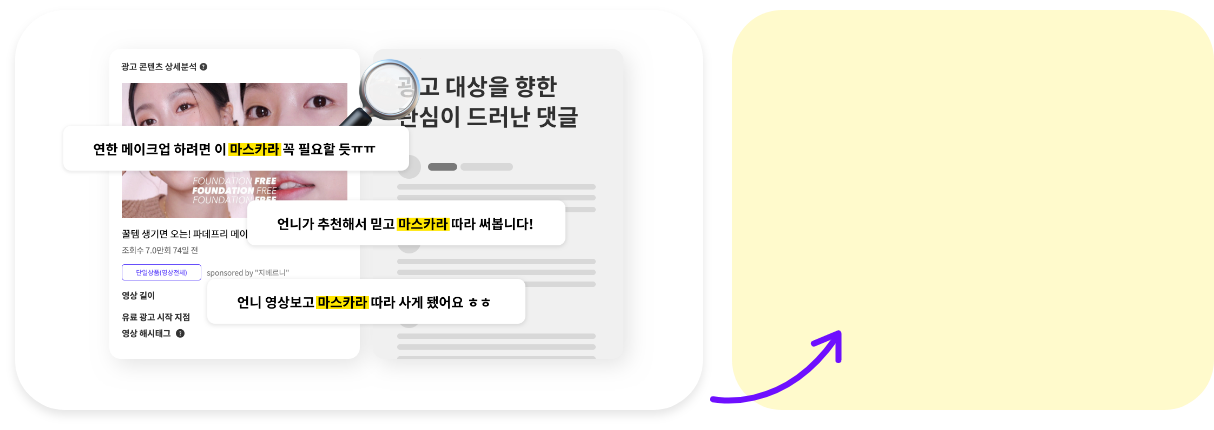 광고 콘텐츠 상세분석 ?
광고 대상을 향한
관심이 드러난 댓글
연한 메이크업 하려면 이 마스카라 꼭 필요할 듯ㅠㅠ
FOUNDATION FREE
FOUNDATION FREE
FOUNDATION FREE
언니가 추천해서 믿고 마스카라 따라 써봅니다!
꿀템 생기면 오는! 파데프리 메이
조회수 7.0만회 74일 전
단일상품(영상전체)
sponsored by "지베르니"
영상 길이
언니 영상보고 마스카라 따라 사게 됐어요 ㅎㅎ
유료 광고 시작 지점
영상 해시태그